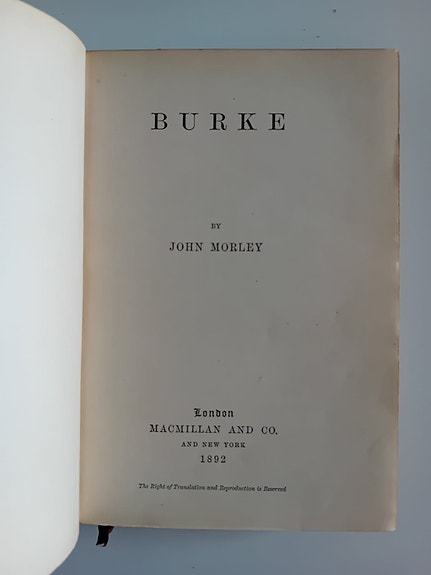 BURKE
BY
JOHN MORLEY
London
MACMILLAN AND CO.
AND NEW YORK
1892
The Right of Translation and Reproduction is Reserved